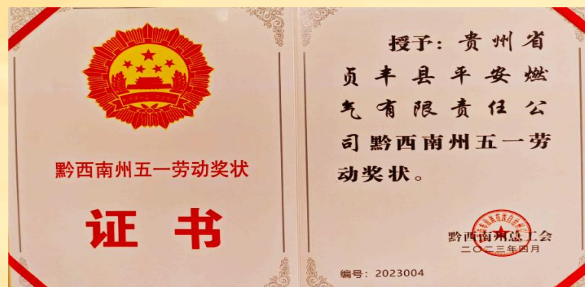 黔西南州五一劳动奖状
证书
授予：贵州省
贞丰县平安燃
气有限责任公
司黔西南州五一劳
动奖状。
黔西南州总工会
二〇二三年四月
编号：2023004